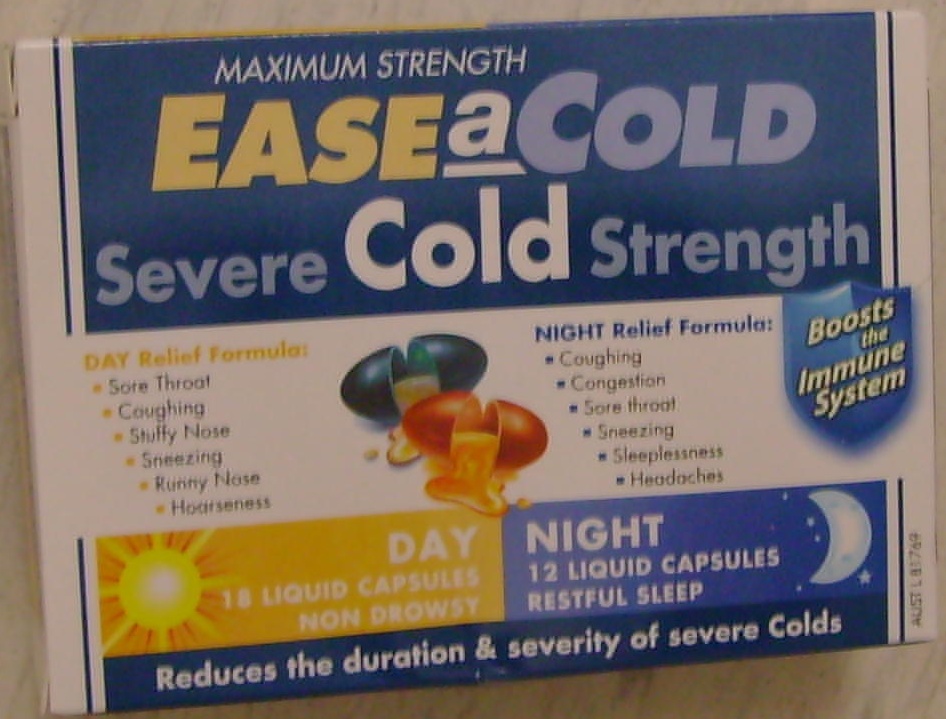 MAXIMUM STRENGTH
EASEaCOLD
Severe Cold Strength
DAY Relief Formula:
Sore Throat
Coughing
Stuffy Nose
Sneezing
Runny Nose
Hoarseness
NIGHT Relief Formula:
Coughing
Congestion
Sore throat
Sneezing
Sleeplessness
Headaches
Boosts
the
Immune
System
DAY
18 LIQUID CAPSULES
NON DROWSY
NIGHT
12 LIQUID CAPSULES
RESTFUL SLEEP
Reduces the duration & severity of severe Colds
AUST L 81769